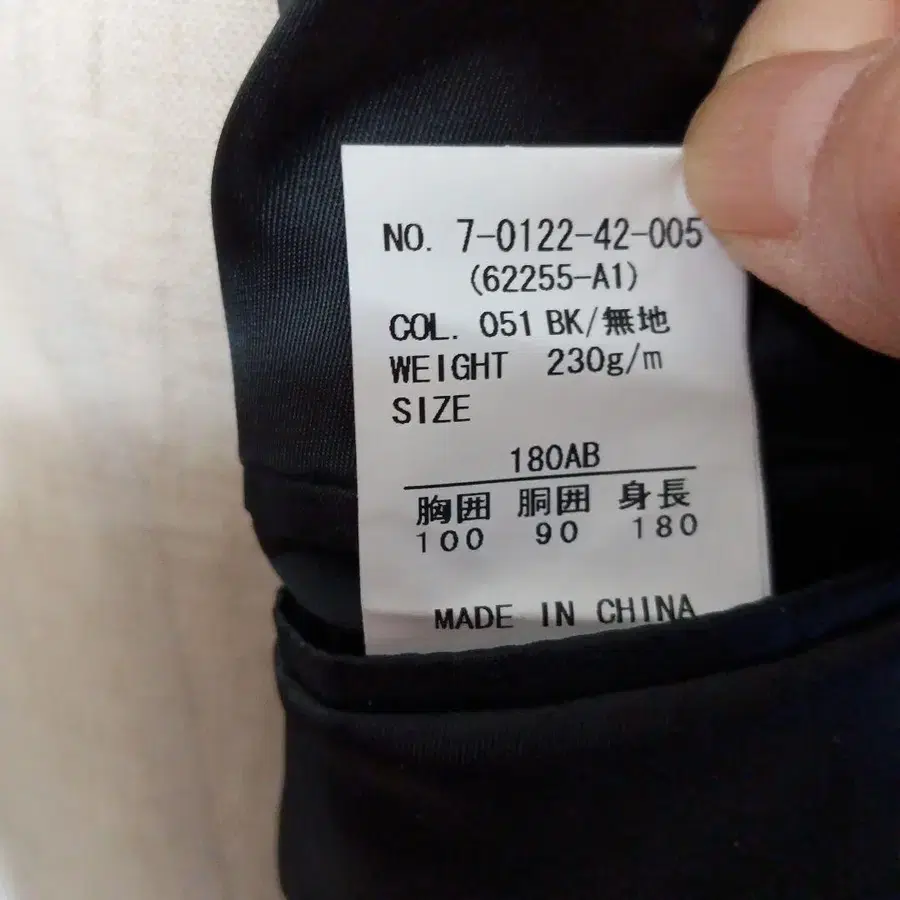 NO. 7-0122-42-005
(62255-A1)
COL. 051 BK/無地
WEIGHT 230g/m
SIZE
180AB
胸囲 胴囲 身長
100 90 180
MADE IN CHINA